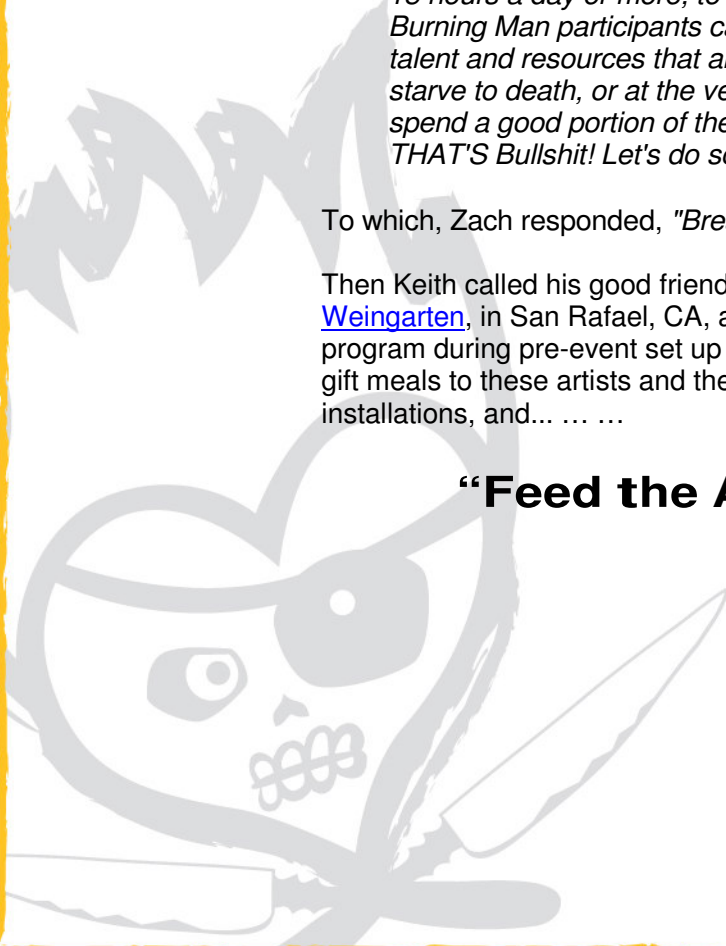 Burning Man participants ca
talent and resources that a
starve to death, or at the ve
spend a good portion of the
THAT'S Bullshit! Let's do so
To which, Zach responded, "Bre
Then Keith called his good friend
Weingarten, in San Rafael, CA, a
program during pre-event set up
gift meals to these artists and the
installations, and... … …
“Feed the A